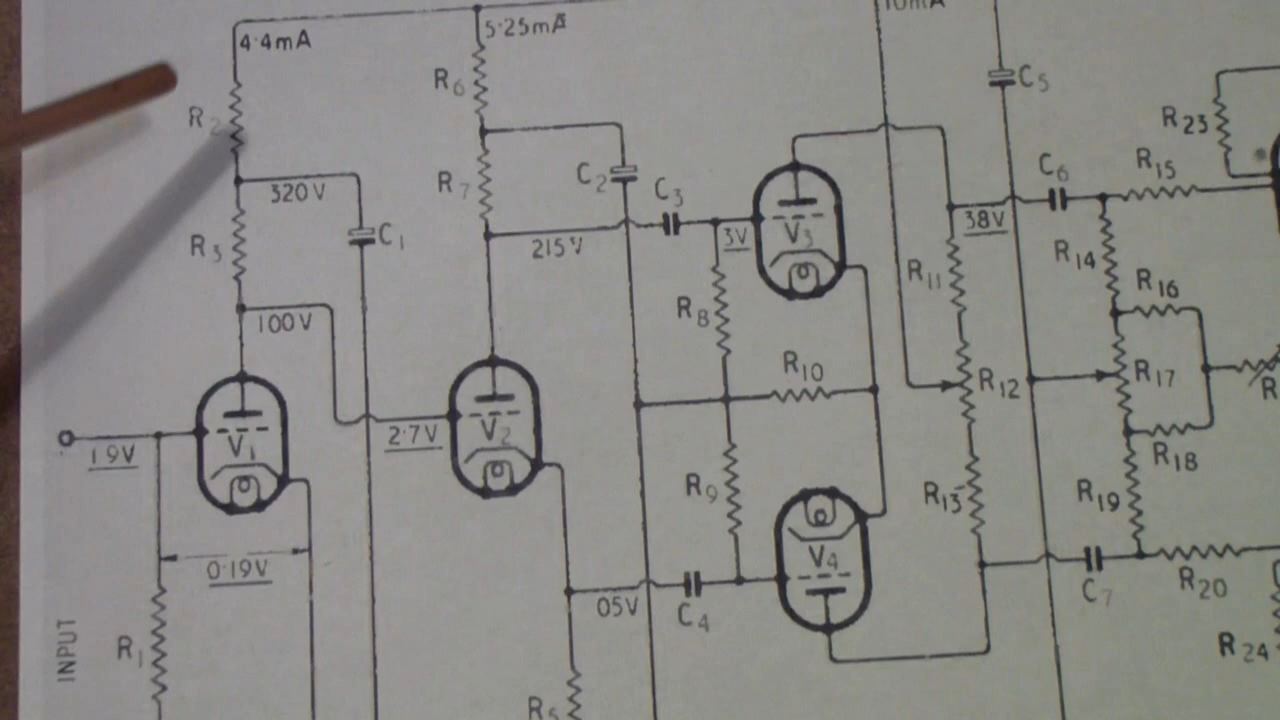 4.4mA
5.25mA
10mA
R2
R6
C5
R23
320V
R7
C2
C3
C6
R15
R3
C1
215V
3V
V3
38V
R14
R11
R16
100V
R8
R10
R12
R17
1.9V
V1
2.7V
V2
R18
R9
R13
R19
V4
0.19V
05V
C4
C7
R20
INPUT
R1
R5
R24
R